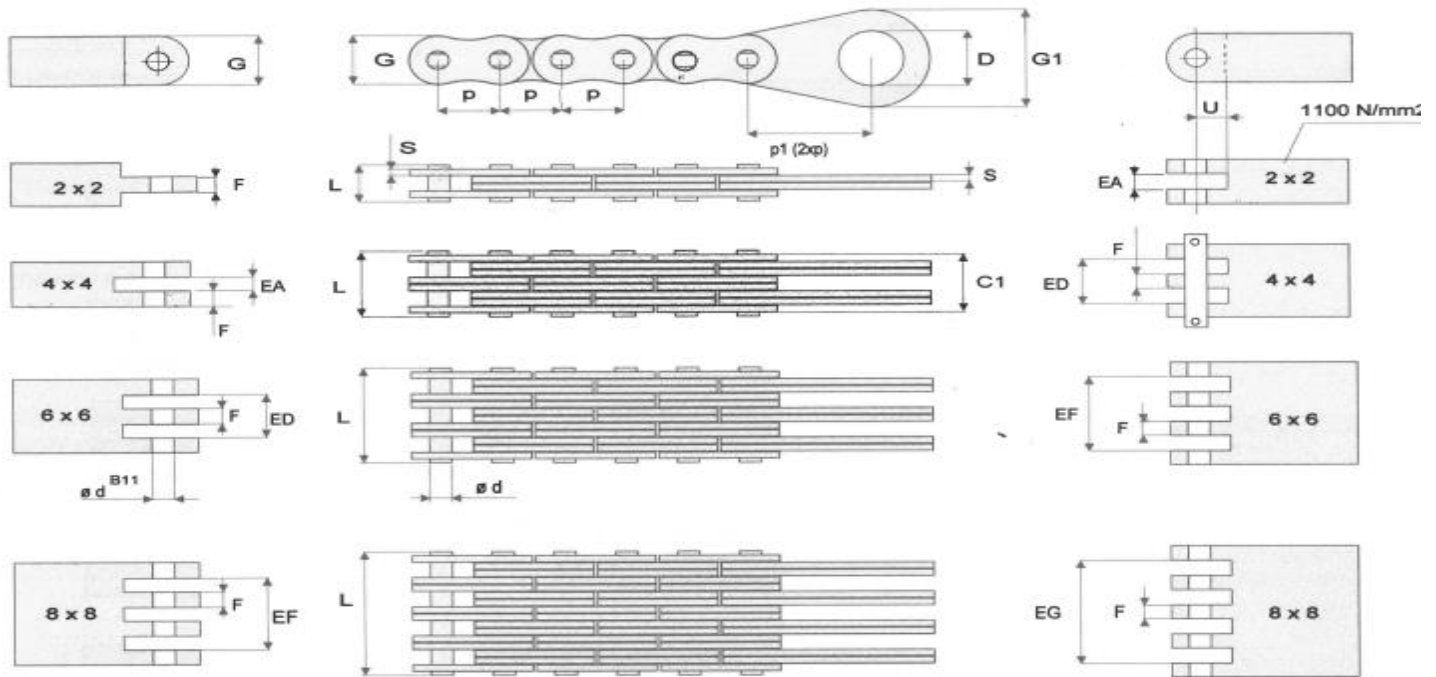 G
G
P
P
P
p1 (2xp)
D
G1
U
1100 N/mm2
2 x 2
F
S
L
S
EA
2 x 2
4 x 4
EA
F
L
C1
F
ED
4 x 4
6 x 6
F
ED
ø d B11
L
ø d
EF
F
6 x 6
8 x 8
F
EF
L
EG
F
8 x 8